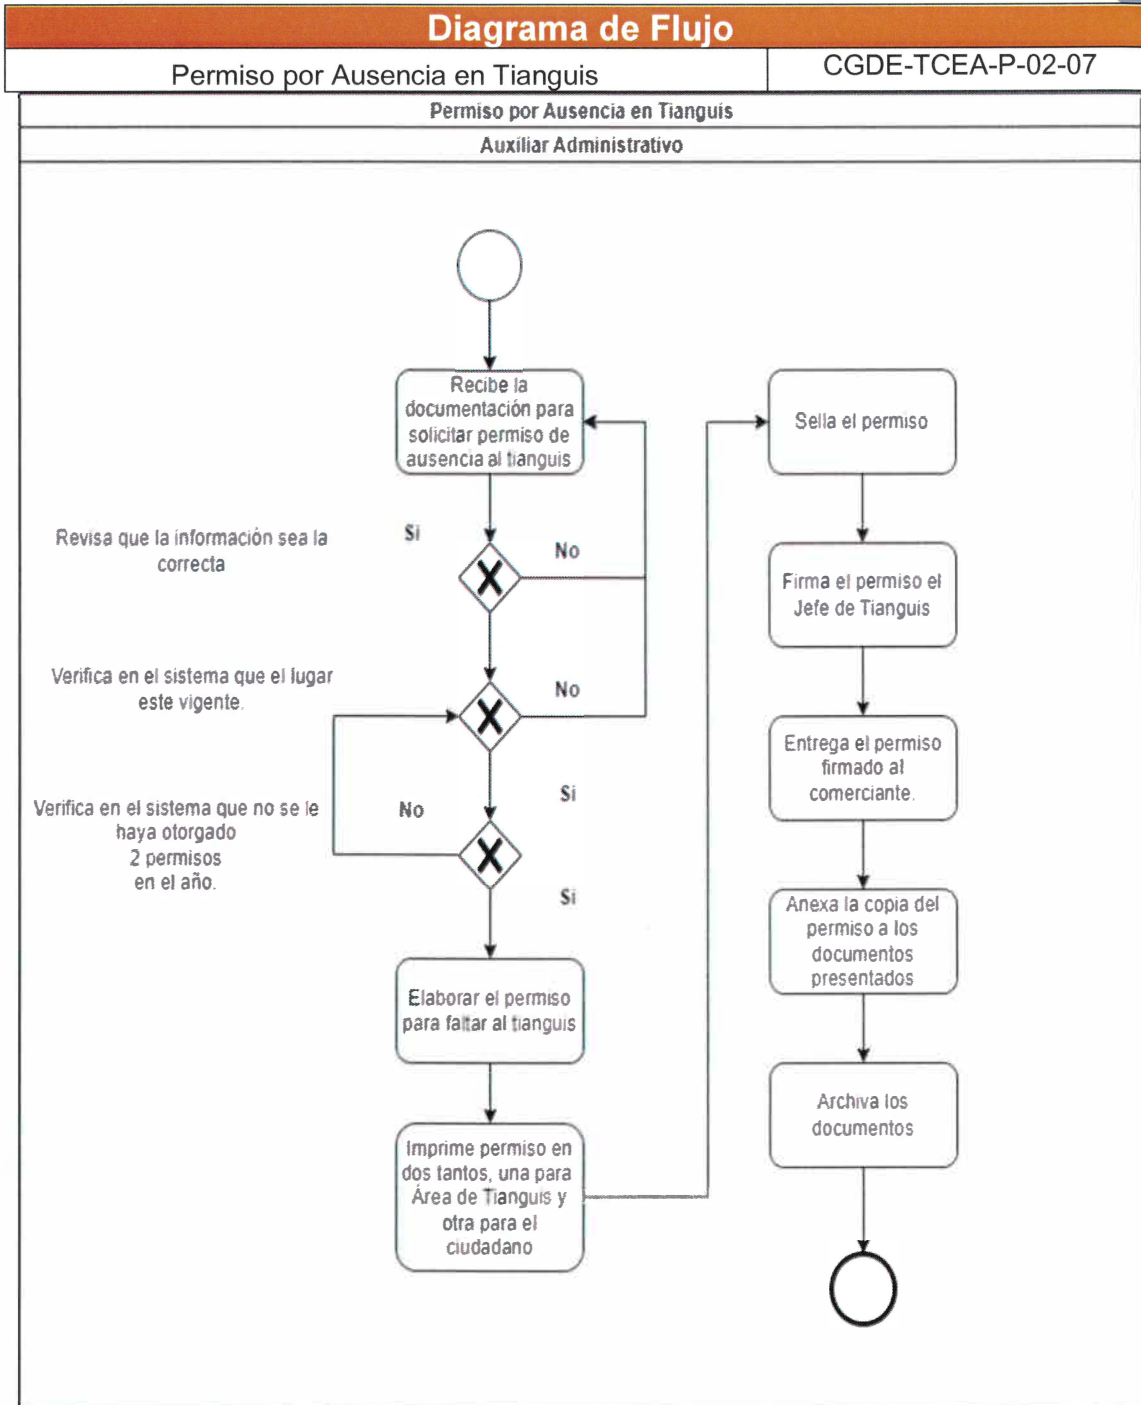 Diagrama de Flujo
Permiso por Ausencia en Tianguis
CGDE-TCEA-P-02-07
Permiso por Ausencia en Tianguis
Auxiliar Administrativo
Recibe la
documentación para
solicitar permiso de
ausencia al tianguis
Revisa que la información sea la
correcta
Si
No
Verifica en el sistema que el lugar
este vigente.
No
Si
Verifica en el sistema que no se le
haya otorgado
2 permisos
en el año.
No
Si
Elaborar el permiso
para faltar al tianguis
Imprime permiso en
dos tantos, una para
Área de Tianguis y
otra para el
ciudadano
Sella el permiso
Firma el permiso el
Jefe de Tianguis
Entrega el permiso
firmado al
comerciante.
Anexa la copia del
permiso a los
documentos
presentados
Archiva los
documentos